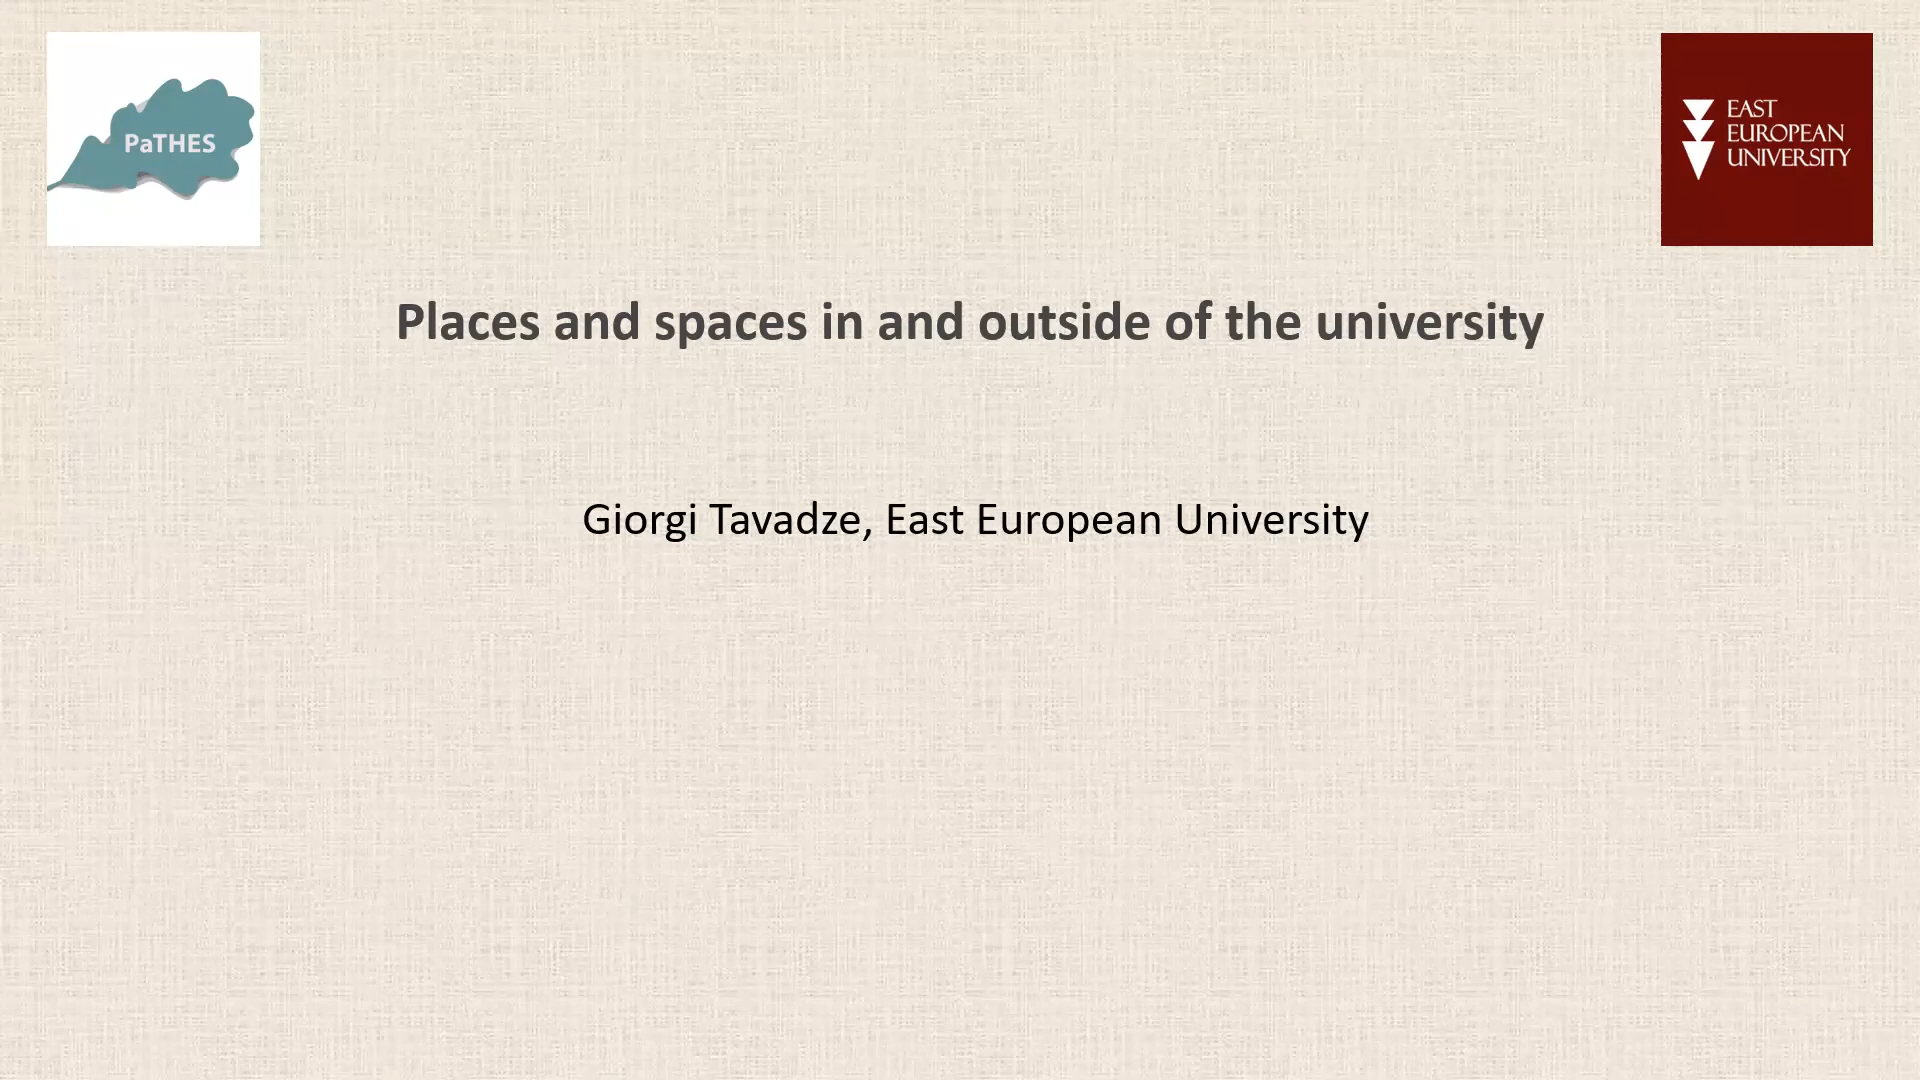 PaTHES
EAST
EUROPEAN
UNIVERSITY
Places and spaces in and outside of the university
Giorgi Tavadze, East European University